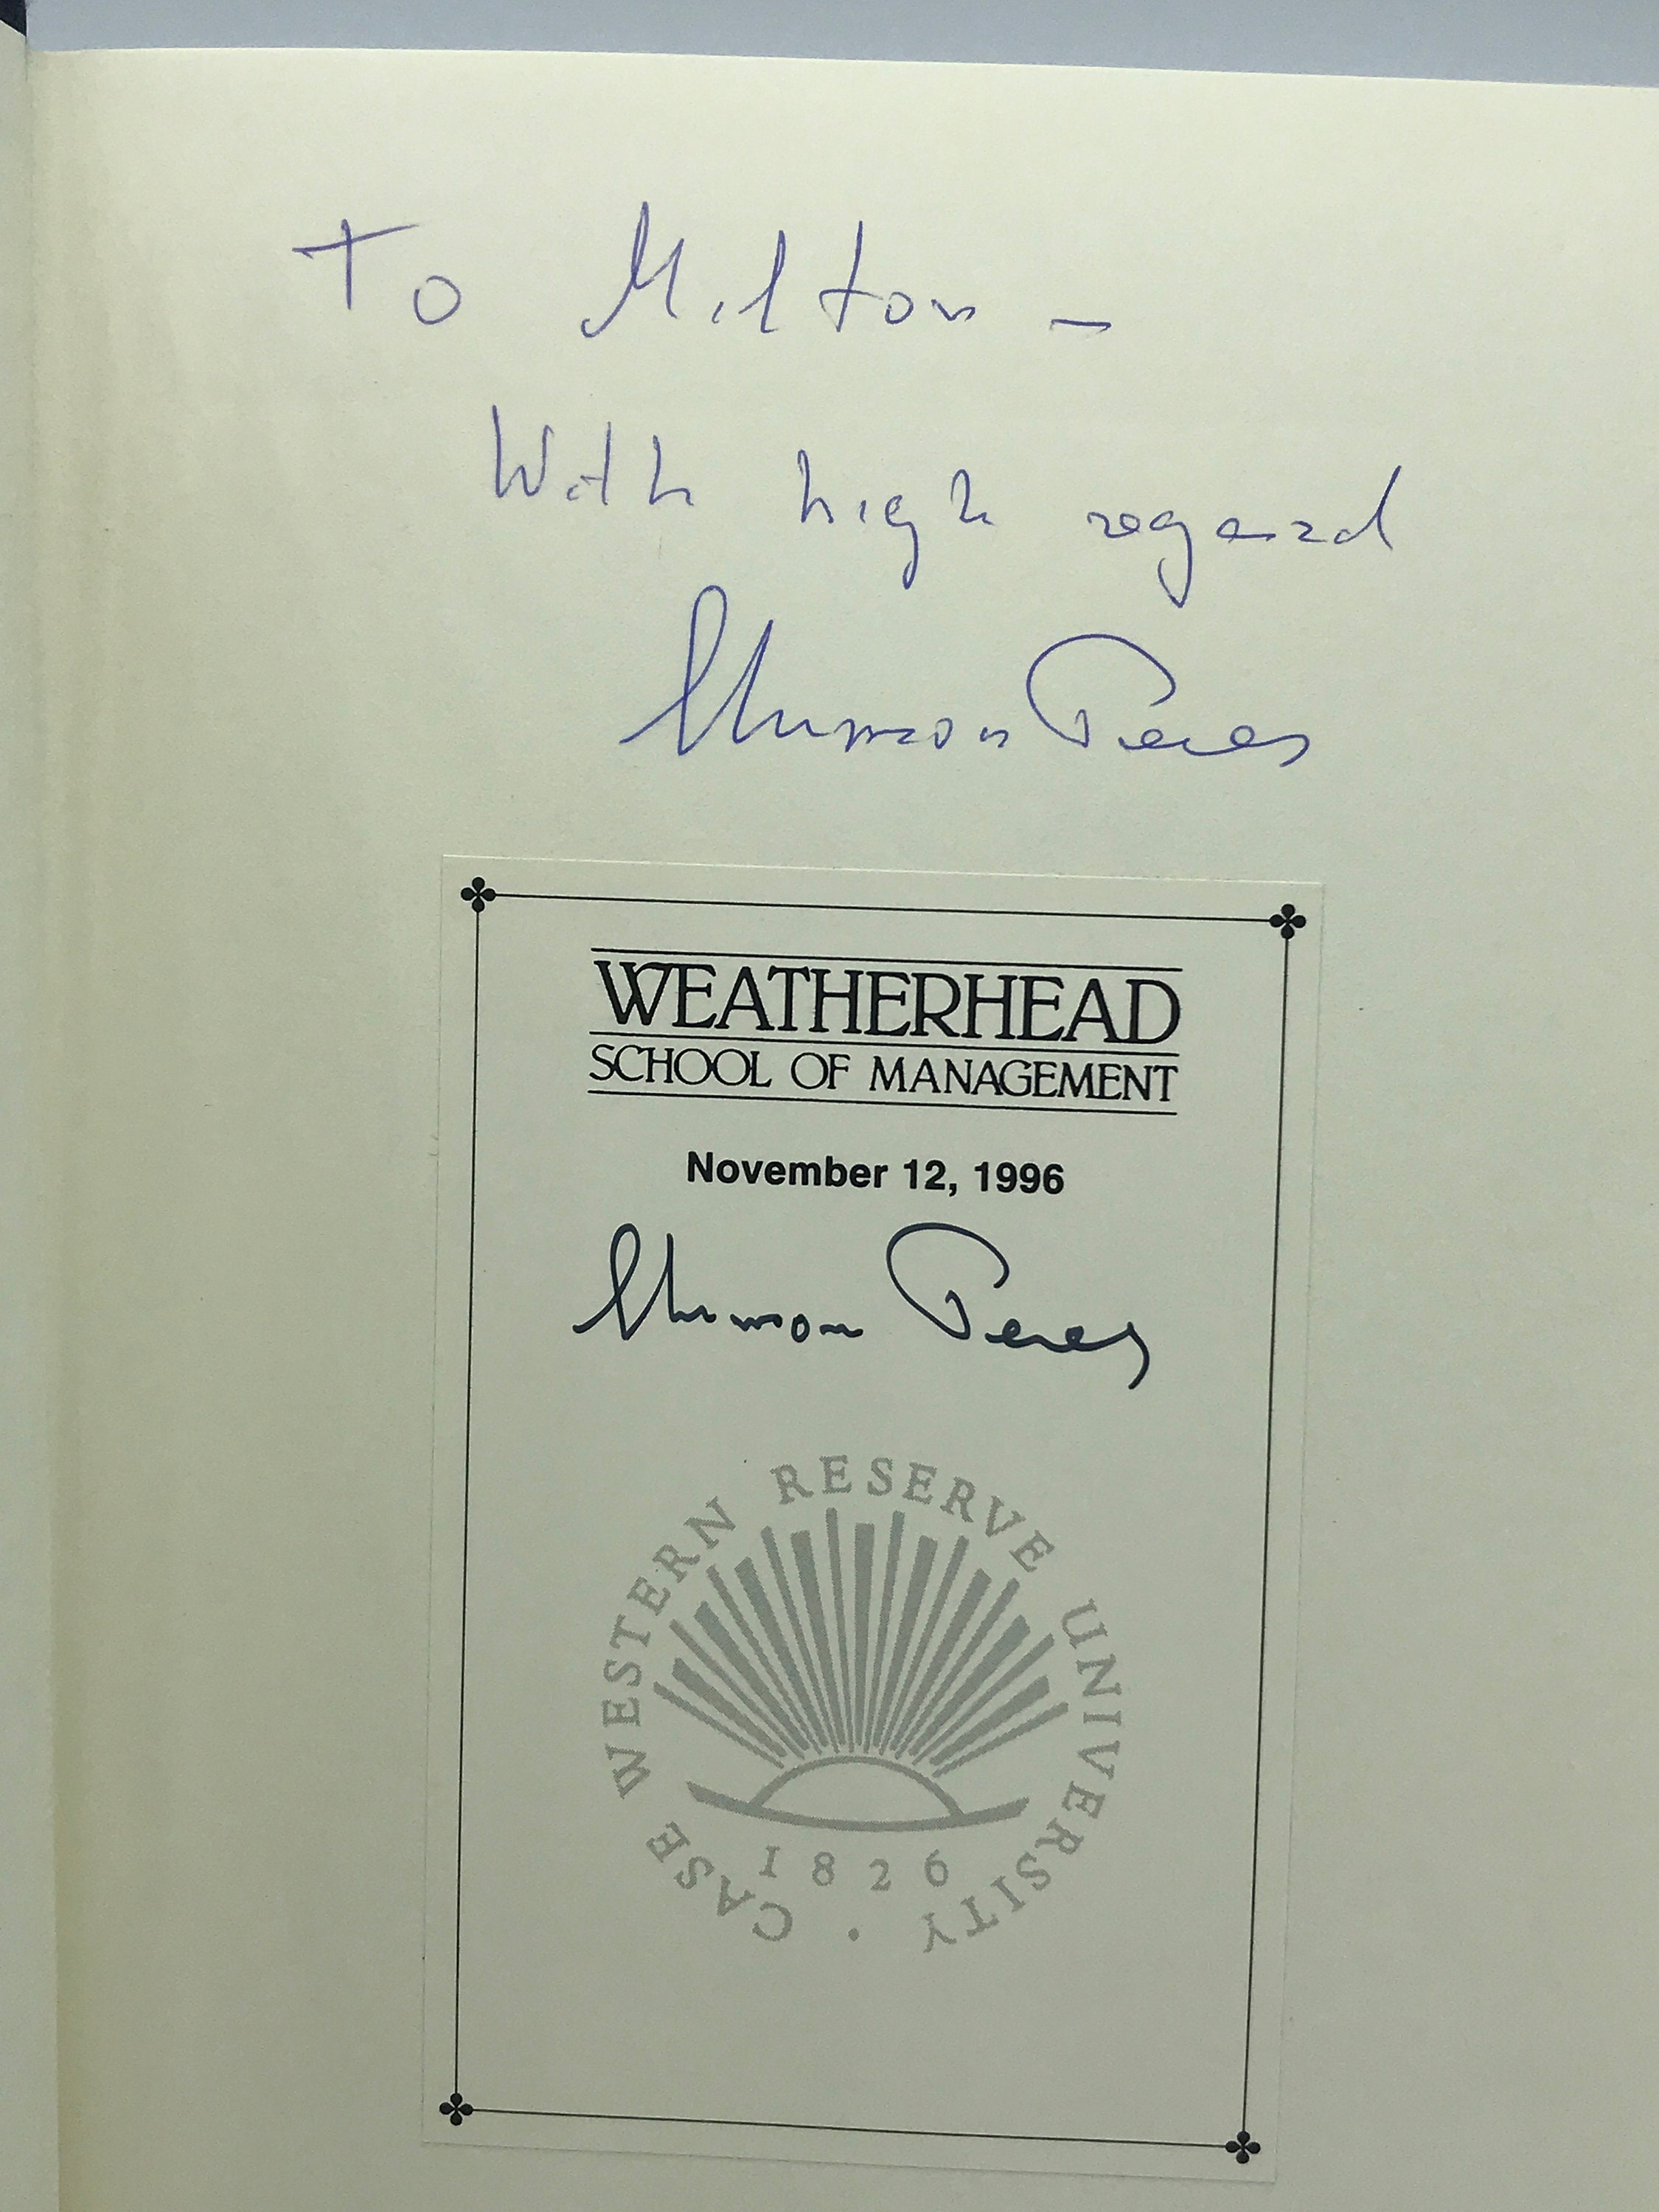 To Milton –
With high regard
Shimon Peres
WEATHERHEAD
SCHOOL OF MANAGEMENT
November 12, 1996
Shimon Peres
CASE WESTERN RESERVE UNIVERSITY ·
1826